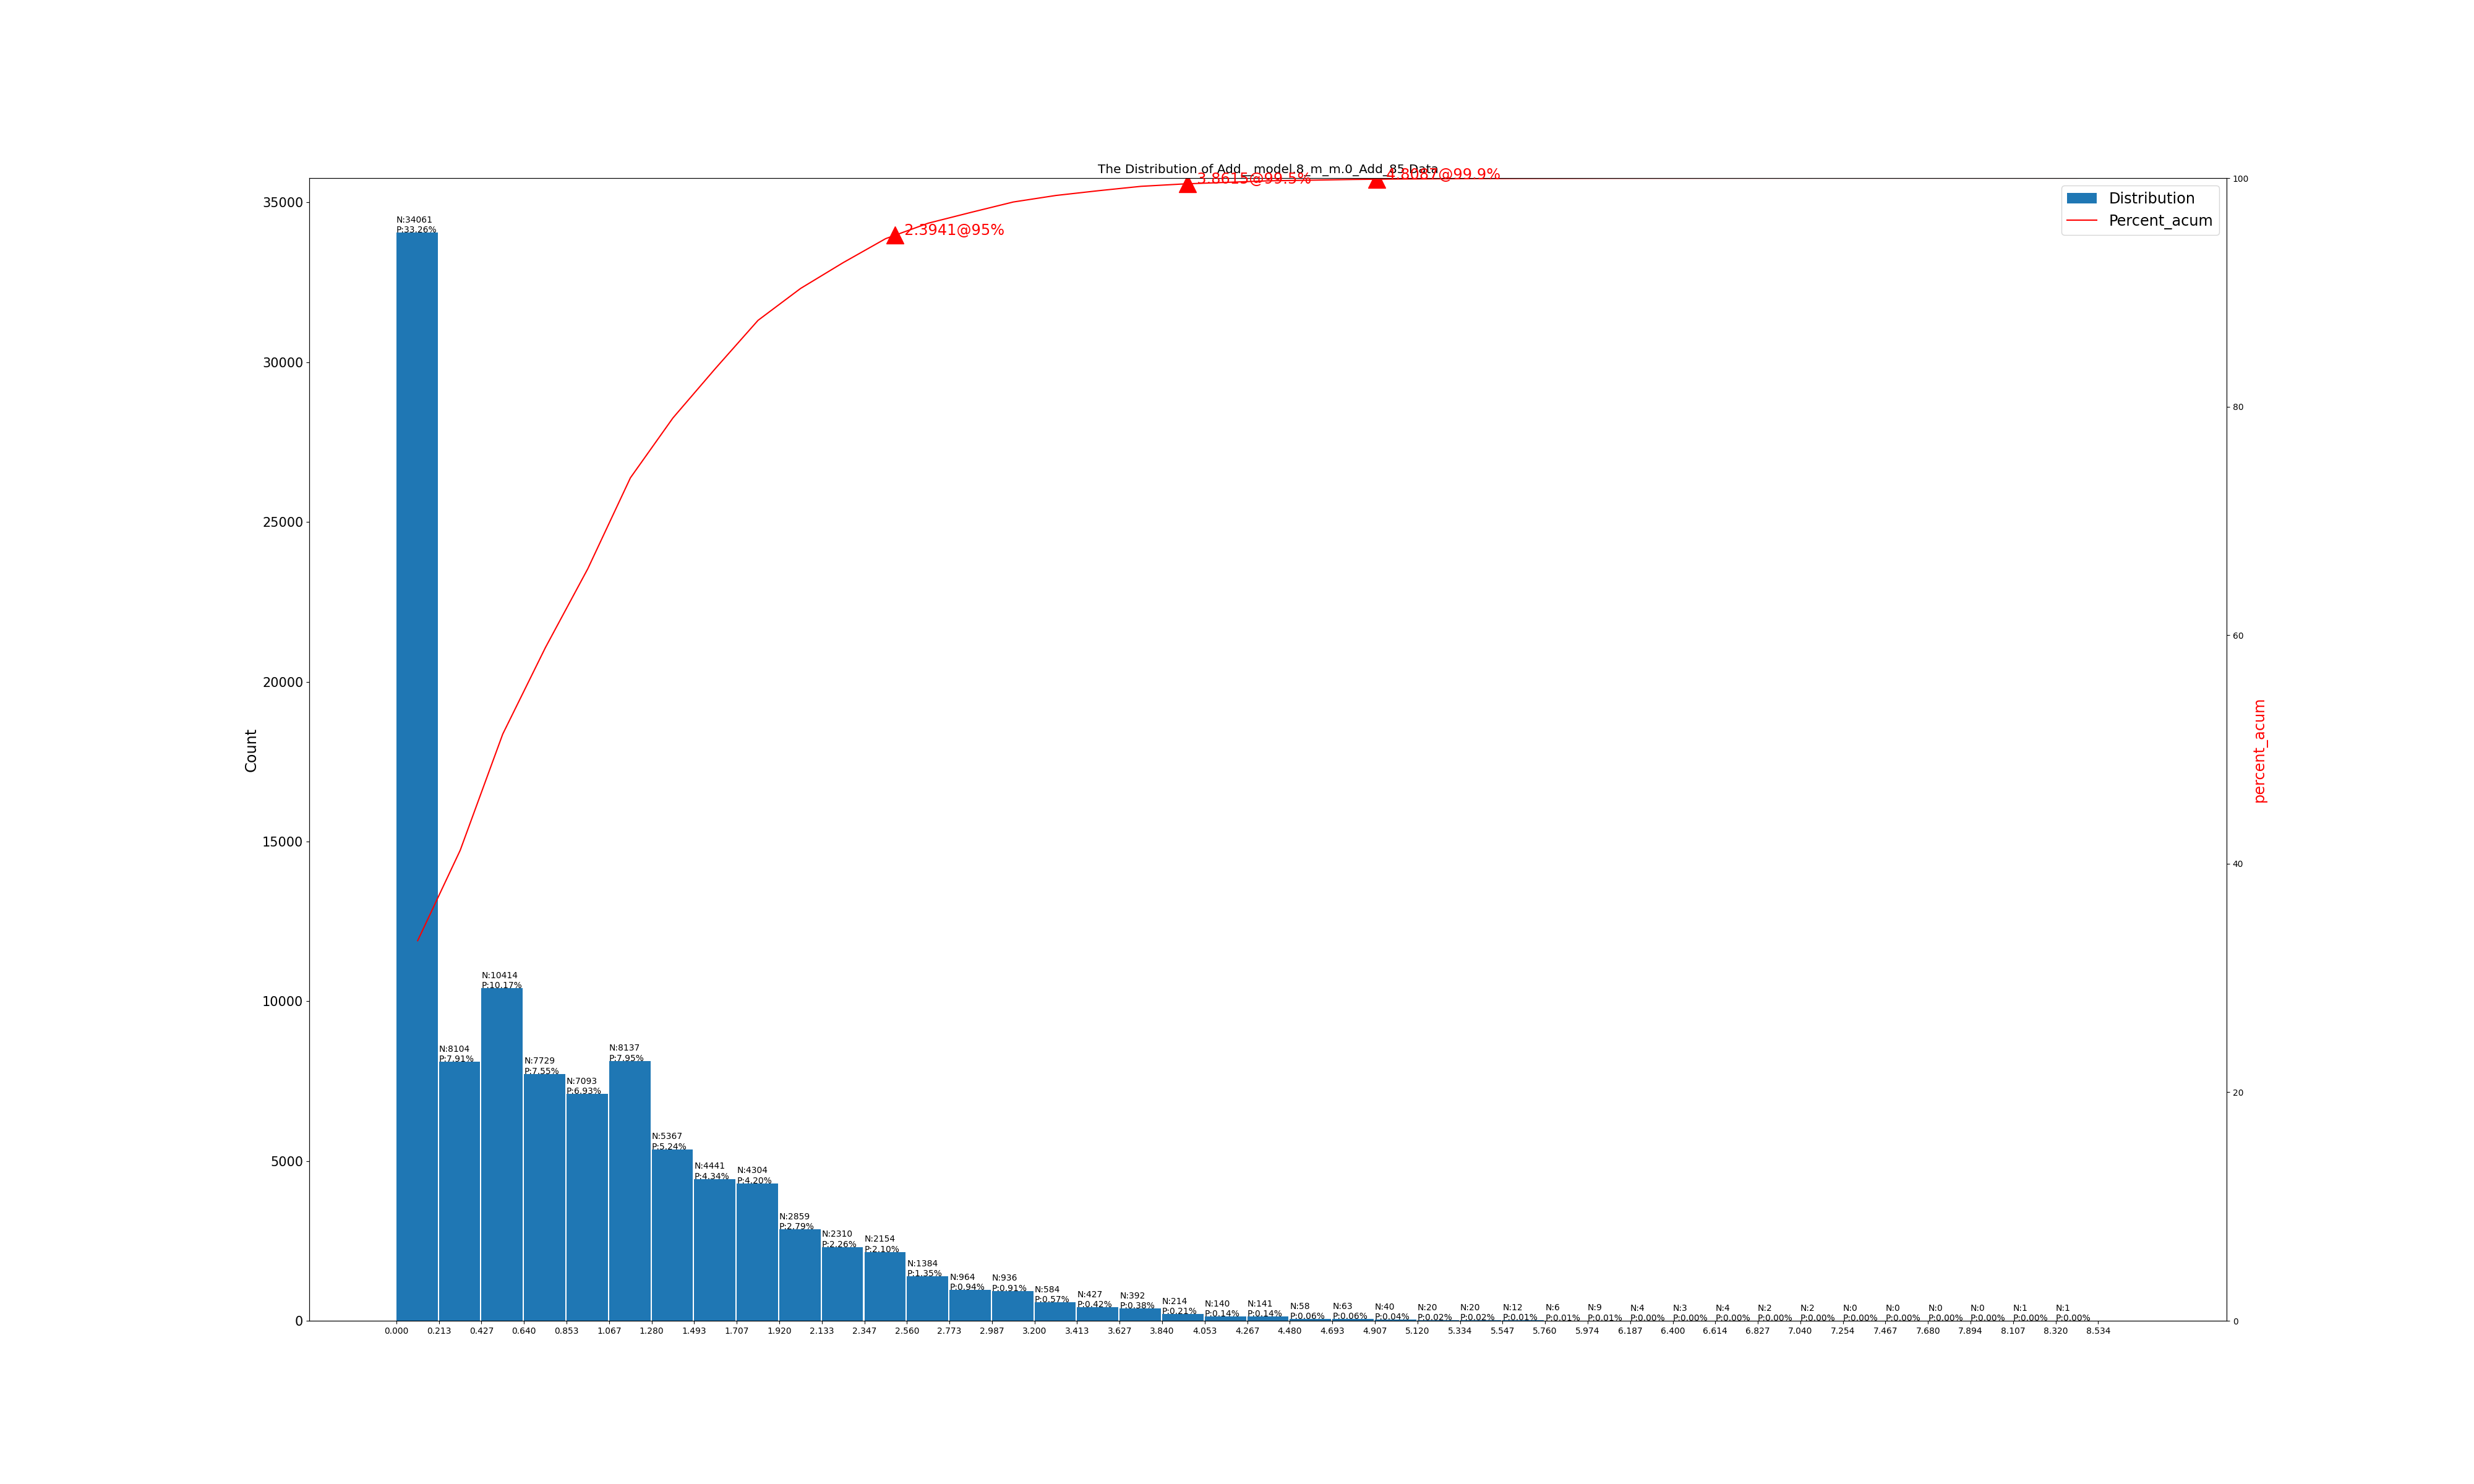 The Distribution of Add__model.8_m_m.0_Add_85 Data
3.8615@99.5%
4.8087@99.9%
2.3941@95%
Distribution
Percent_acum
35000
30000
25000
20000
15000
10000
5000
0
Count
100
80
60
40
20
0
percent_acum
N:34061
P:33.26%
N:8104
P:7.91%
N:10414
P:10.17%
N:7729
P:7.55%
N:7093
P:6.93%
N:8137
P:7.95%
N:5367
P:5.24%
N:4441
P:4.34%
N:4304
P:4.20%
N:2859
P:2.79%
N:2310
P:2.26%
N:2154
P:2.10%
N:1384
P:1.35%
N:964
P:0.94%
N:936
P:0.91%
N:584
P:0.57%
N:427
P:0.42%
N:392
P:0.38%
N:214
P:0.21%
N:140
P:0.14%
N:141
P:0.14%
N:58
P:0.06%
N:63
P:0.06%
N:40
P:0.04%
N:20
P:0.02%
N:20
P:0.02%
N:12
P:0.01%
N:6
P:0.01%
N:9
P:0.01%
N:4
P:0.00%
N:3
P:0.00%
N:4
P:0.00%
N:2
P:0.00%
N:2
P:0.00%
N:0
P:0.00%
N:0
P:0.00%
N:0
P:0.00%
N:0
P:0.00%
N:1
P:0.00%
N:1
P:0.00%
0.000 0.213 0.427 0.640 0.853 1.067 1.280 1.493 1.707 1.920 2.133 2.347 2.560 2.773 2.987 3.200 3.413 3.627 3.840 4.053 4.267 4.480 4.693 4.907 5.120 5.334 5.547 5.760 5.974 6.187 6.400 6.614 6.827 7.040 7.254 7.467 7.680 7.894 8.107 8.320 8.534